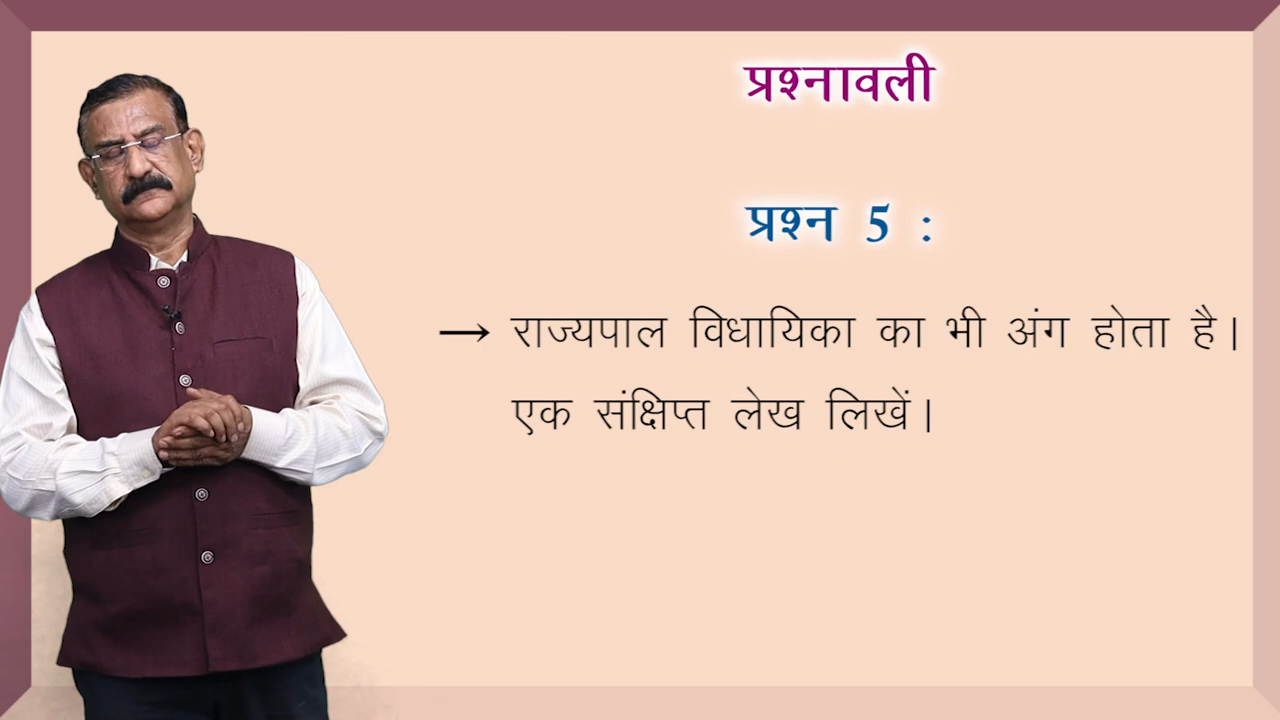 प्रश्नावली
प्रश्न 5 :
→ राज्यपाल विधायिका का भी अंग होता है।
एक संक्षिप्त लेख लिखें।